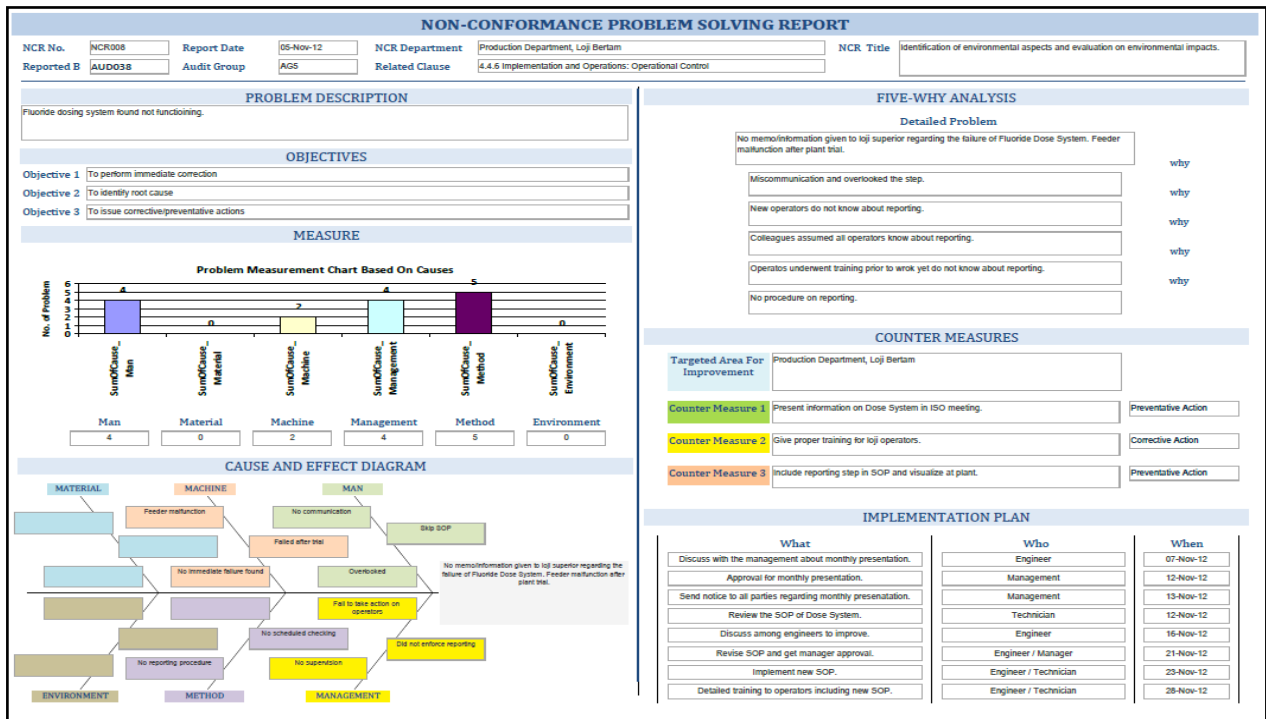 NON-CONFORMANCE PROBLEM SOLVING REPORT
NCR No. NCR008 Report Date 05-Nov-12 NCR Department Production Department, Loji Bertam NCR Title Identification of environmental aspects and evaluation on environmental impacts.
Reported B AUD038 Audit Group AG5 Related Clause 4.4.6 Implementation and Operations: Operational Control
PROBLEM DESCRIPTION
Fluoride dosing system found not functioining.
OBJECTIVES
Objective 1 To perform immediate correction
Objective 2 To identify root cause
Objective 3 To issue corrective/preventative actions
MEASURE
Problem Measurement Chart Based On Causes
No. of Problem
6
5
4
3
2
1
0
4 0 2 4 5 0
SumOfCause_Man
SumOfCause_Material
SumOfCause_Machine
SumOfCause_Management
SumOfCause_Method
SumOfCause_Environment
Man Material Machine Management Method Environment
4 0 2 4 5 0
CAUSE AND EFFECT DIAGRAM
MATERIAL MACHINE MAN
Feeder malfunction No communication
Skip SOP
Failed after trial
No immediate failure found Overlooked
No memo/information given to loji superior regarding the
failure of Fluoride Dose System. Feeder malfunction after
plant trial.
Fail to take action on
operators
No scheduled checking
Did not enforce reporting
No reporting procedure No supervision
ENVIRONMENT METHOD MANAGEMENT
FIVE-WHY ANALYSIS
Detailed Problem
No memo/information given to loji superior regarding the failure of Fluoride Dose System. Feeder
malfunction after plant trial.
why
Miscommunication and overlooked the step.
why
New operators do not know about reporting.
why
Colleagues assumed all operators know about reporting.
why
Operatos underwent training prior to wrok yet do not know about reporting.
why
No procedure on reporting.
COUNTER MEASURES
Targeted Area For
Improvement
Production Department, Loji Bertam
Counter Measure 1 Present information on Dose System in ISO meeting. Preventative Action
Counter Measure 2 Give proper training for loji operators. Corrective Action
Counter Measure 3 Include reporting step in SOP and visualize at plant. Preventative Action
IMPLEMENTATION PLAN
What Who When
Discuss with the management about monthly presentation. Engineer 07-Nov-12
Approval for monthly presentation. Management 12-Nov-12
Send notice to all parties regarding monthly presenatation. Management 13-Nov-12
Review the SOP of Dose System. Technician 12-Nov-12
Discuss among engineers to improve. Engineer 16-Nov-12
Revise SOP and get manager approval. Engineer / Manager 21-Nov-12
Implement new SOP. Engineer / Technician 23-Nov-12
Detailed training to operators including new SOP. Engineer / Technician 28-Nov-12